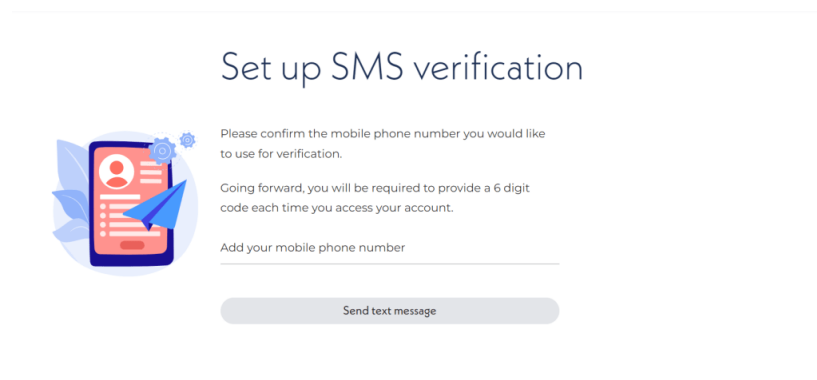 Set up SMS verification
Please confirm the mobile phone number you would like
to use for verification.
Going forward, you will be required to provide a 6 digit
code each time you access your account.
Add your mobile phone number
Send text message